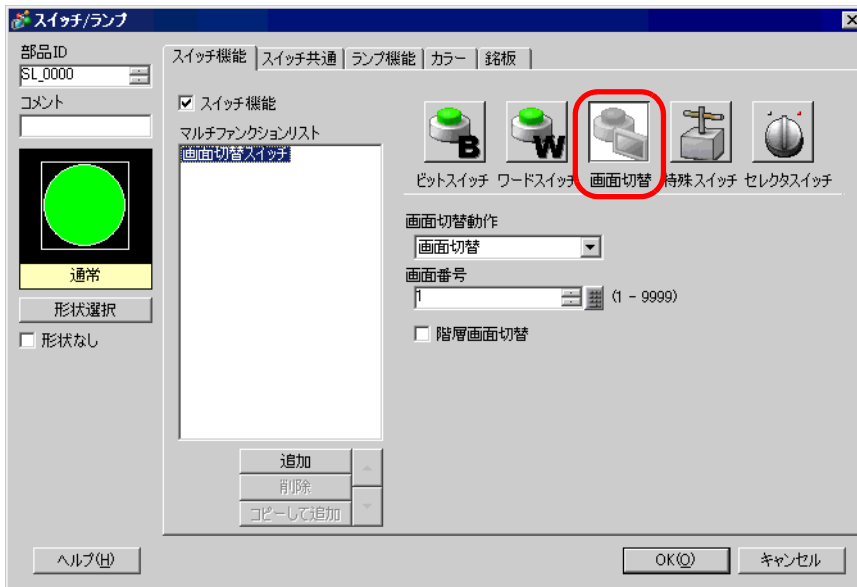 スイッチ/ランプ
部品ID
SL_0000
コメント
通常
形状選択
形状なし
スイッチ機能
スイッチ共通
ランプ機能
カラー
銘板
スイッチ機能
マルチファンクションリスト
画面切替スイッチ
追加
削除
コピーして追加
B
W
ビットスイッチ
ワードスイッチ
画面切替
特殊スイッチ
セレクタスイッチ
画面切替動作
画面切替
画面番号
1
(1 - 9999)
階層画面切替
ヘルプ(H)
OK(O)
キャンセル